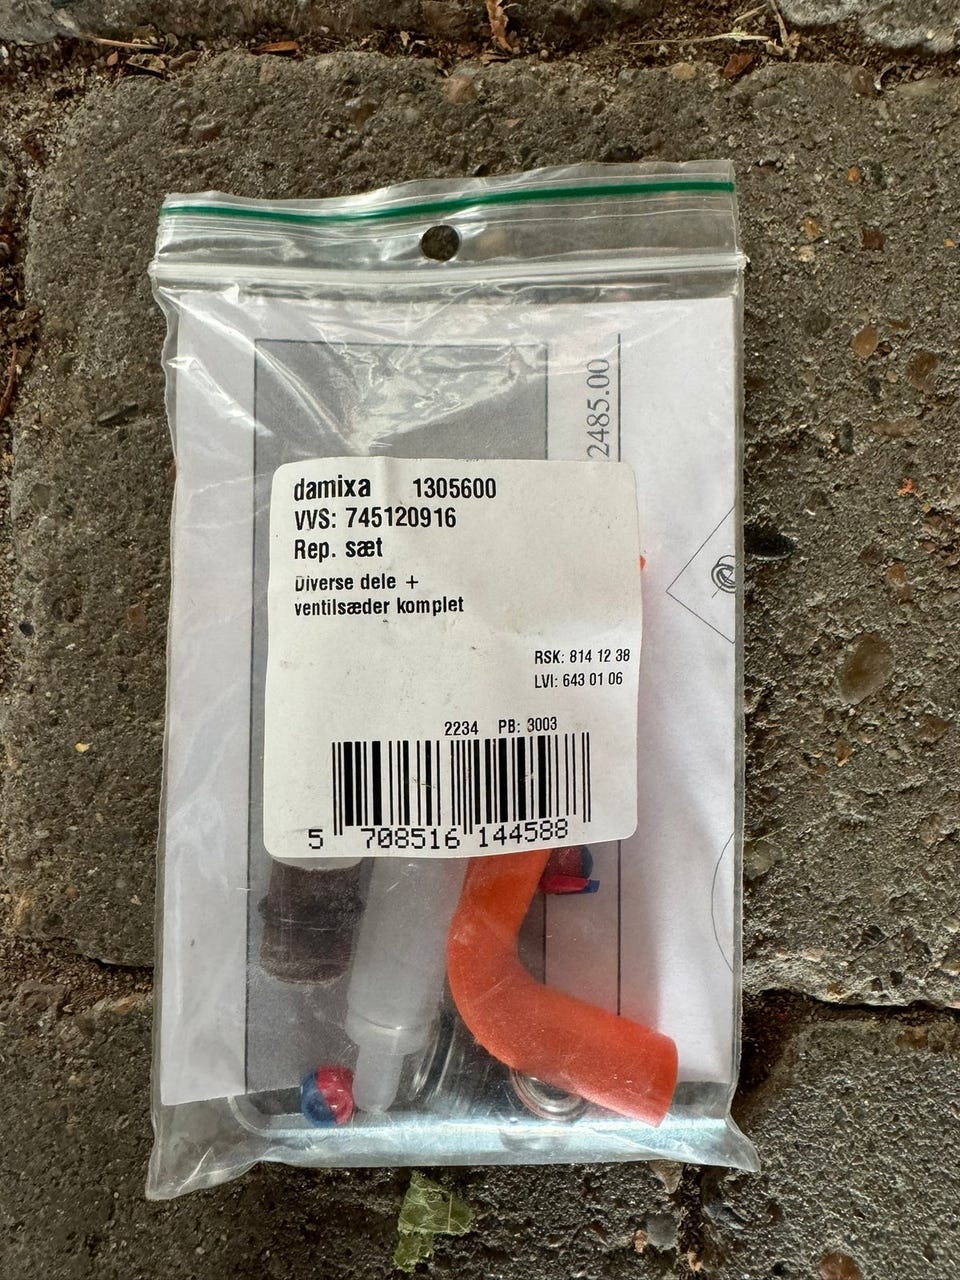 2485.00
damixa 1305600
VVS: 745120916
Rep. sæt
Diverse dele +
ventilsæder komplet
RSK: 814 12 38
LVI: 643 01 06
2234 PB: 3003
5 708516 144588